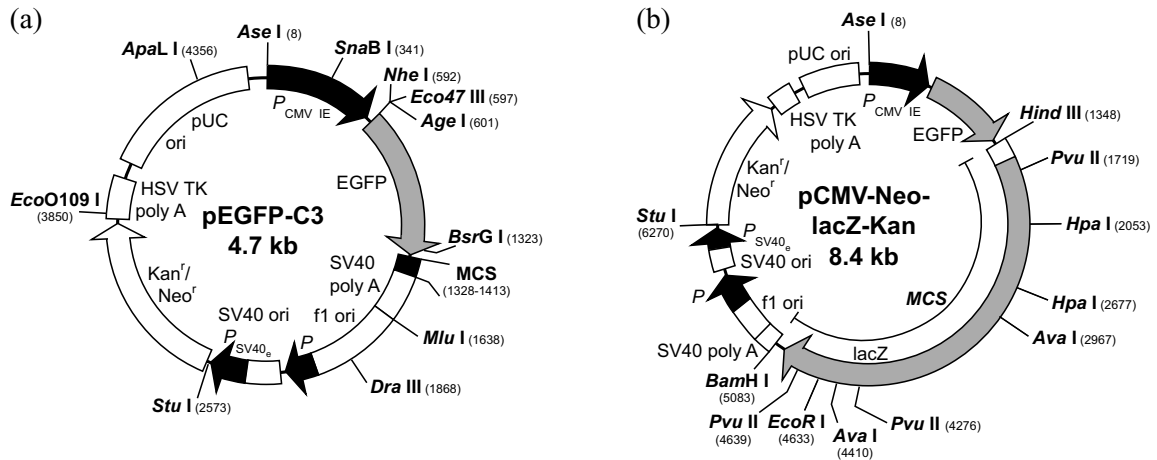 (a)
ApaL I (4356)
Ase I (8)
SnaB I (341)
Nhe I (592)
Eco47 III (597)
Age I (601)
P CMV IE
pUC
ori
EGFP
HSV TK
poly A
EcoO109 I
(3850)
pEGFP-C3
4.7 kb
BsrG I (1323)
MCS
(1328-1413)
SV40
poly A
Kanr/
Neor
SV40 ori
f1 ori
P
SV40e
P
Mlu I (1638)
Dra III (1868)
Stu I (2573)
(b)
Ase I (8)
pUC ori
P CMV IE
HSV TK
poly A
EGFP
Hind III (1348)
Pvu II
(1719)
Kanr/
Neor
pCMV-Neo-
lacZ-Kan
8.4 kb
Hpa I (2053)
Stu I
(6270)
P
SV40e
SV40 ori
MCS
Hpa I (2677)
P
f1 ori
Ava I
(2967)
SV40 poly A
lacZ
BamH I
(5083)
Pvu II
(4639)
EcoR I
(4633)
Ava I
(4410)
Pvu II (4276)